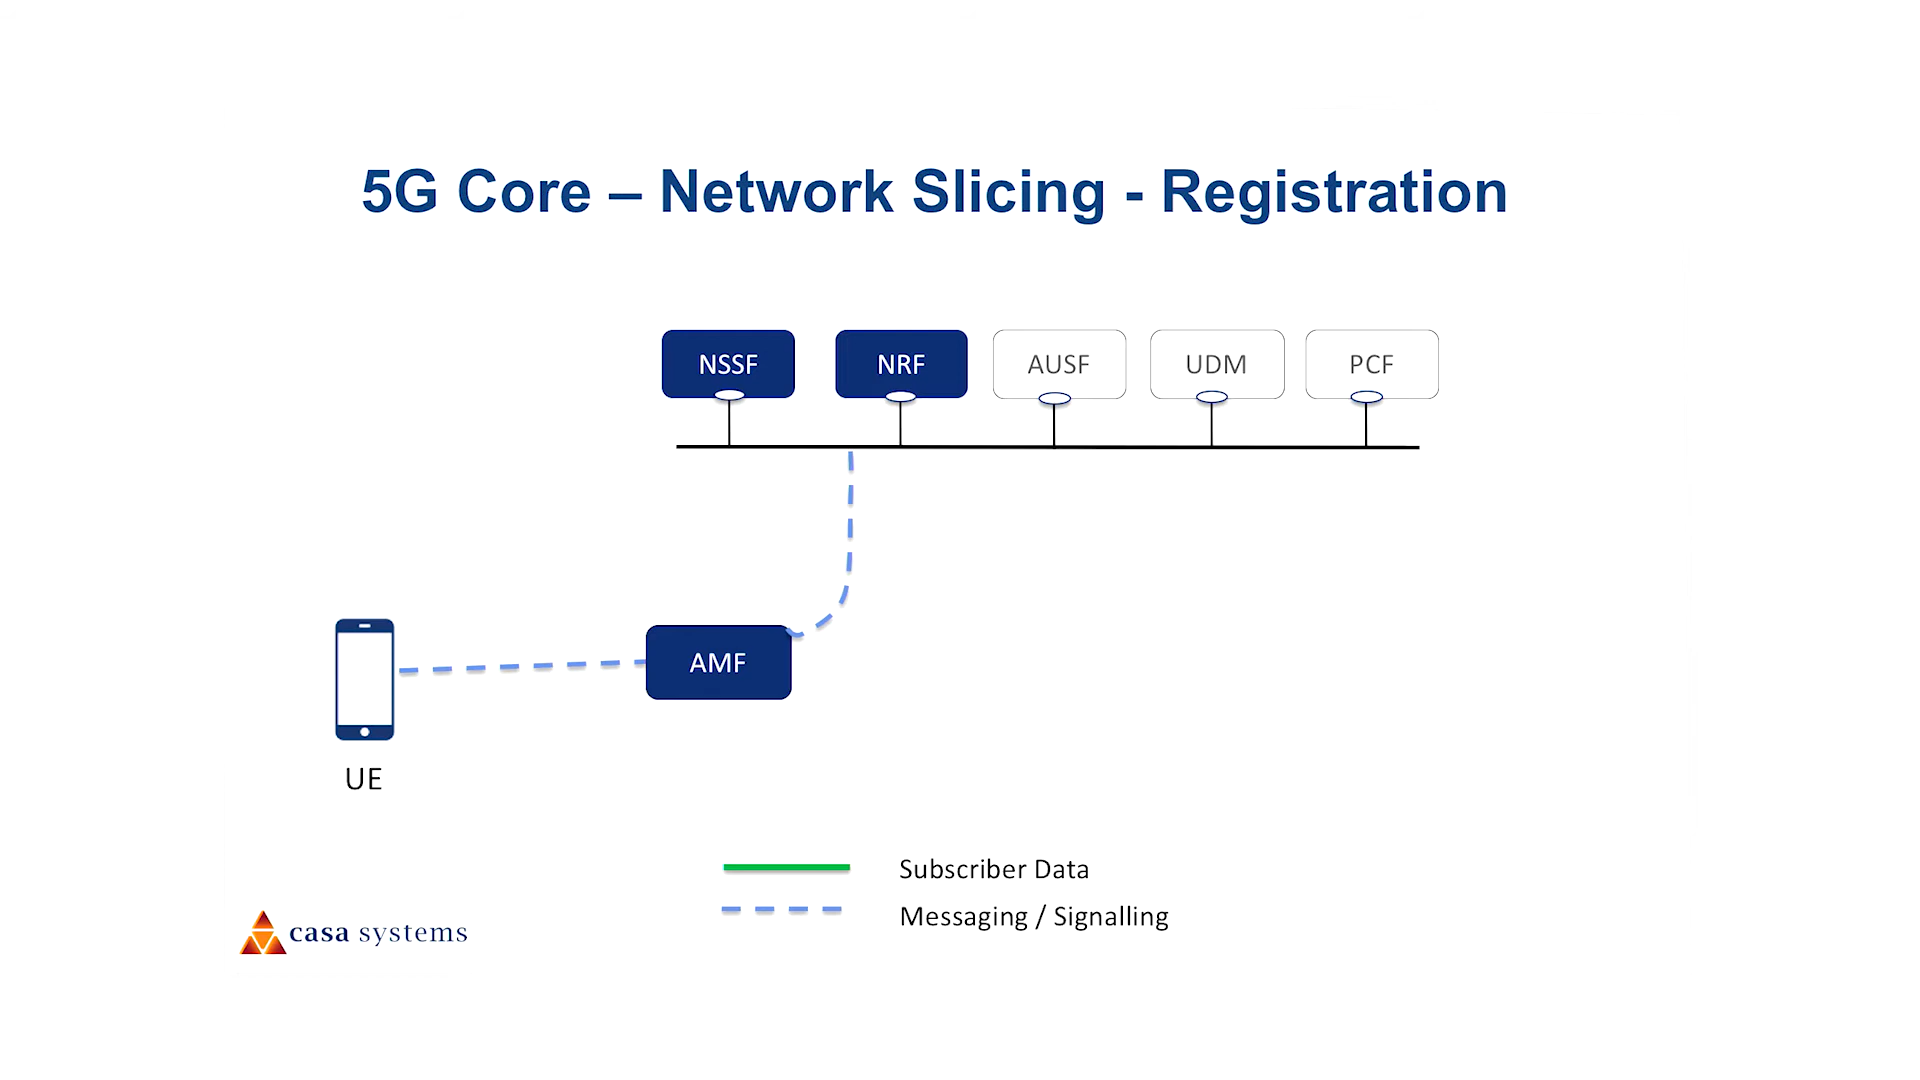 5G Core – Network Slicing - Registration
NSSF
NRF
AUSF
UDM
PCF
AMF
UE
Subscriber Data
Messaging / Signalling
casa systems